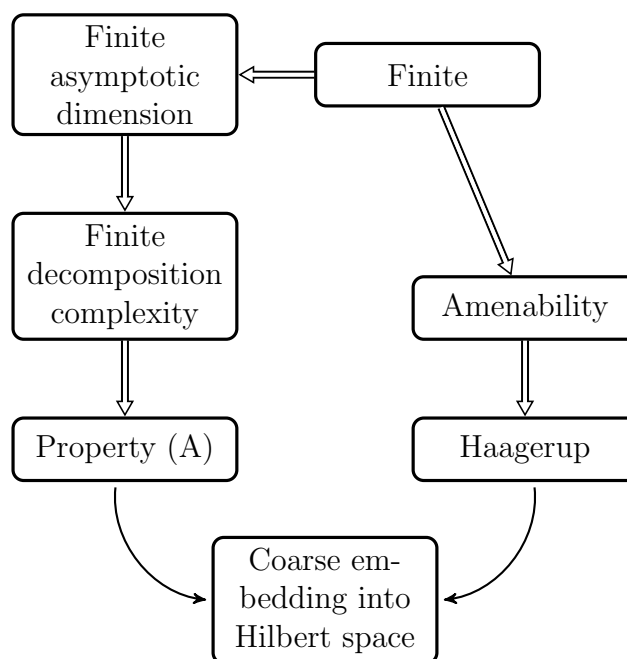 Finite
asymptotic
dimension
Finite
Finite
decomposition
complexity
Amenability
Property (A)
Haagerup
Coarse em-
bedding into
Hilbert space